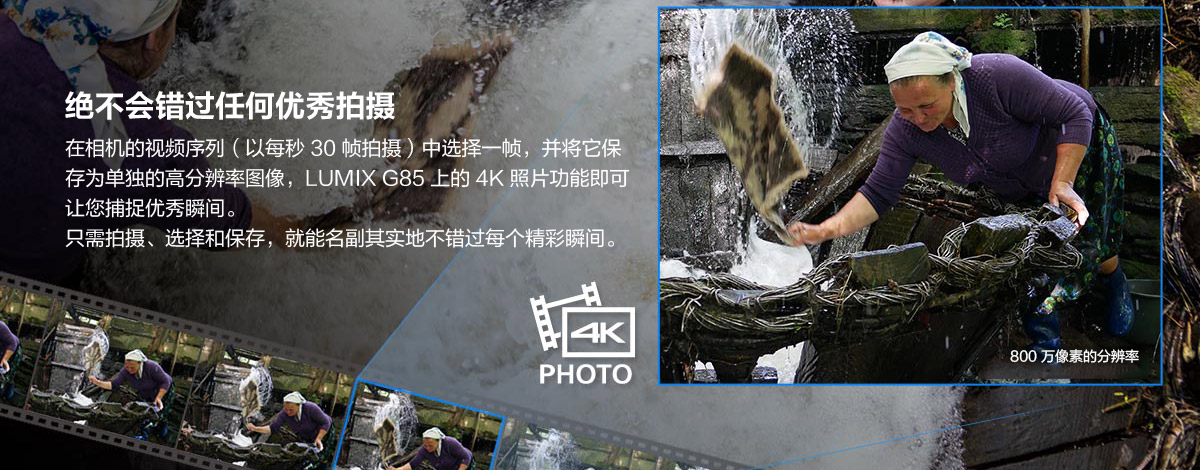 绝不会错过任何优秀拍摄
在相机的视频序列（以每秒 30 帧拍摄）中选择一帧，并将它保
存为单独的高分辨率图像，LUMIX G85 上的 4K 照片功能即可
让您捕捉优秀瞬间。
只需拍摄、选择和保存，就能名副其实地不错过每个精彩瞬间。
4K
PHOTO
800 万像素的分辨率